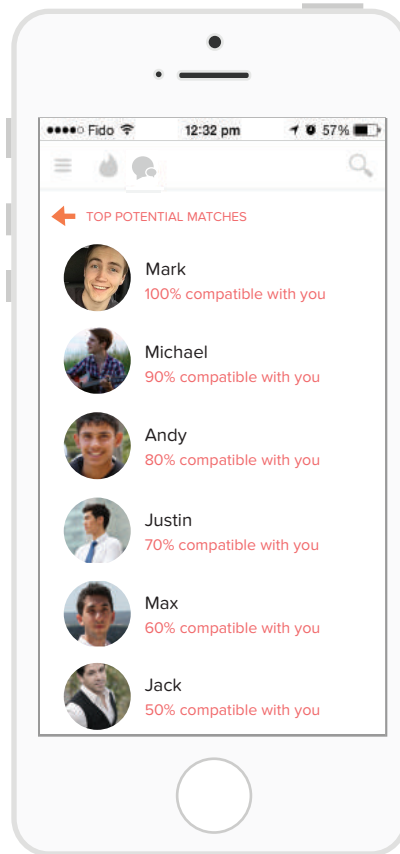 Fido 12:32 pm 57%
TOP POTENTIAL MATCHES
Mark
100% compatible with you
Michael
90% compatible with you
Andy
80% compatible with you
Justin
70% compatible with you
Max
60% compatible with you
Jack
50% compatible with you